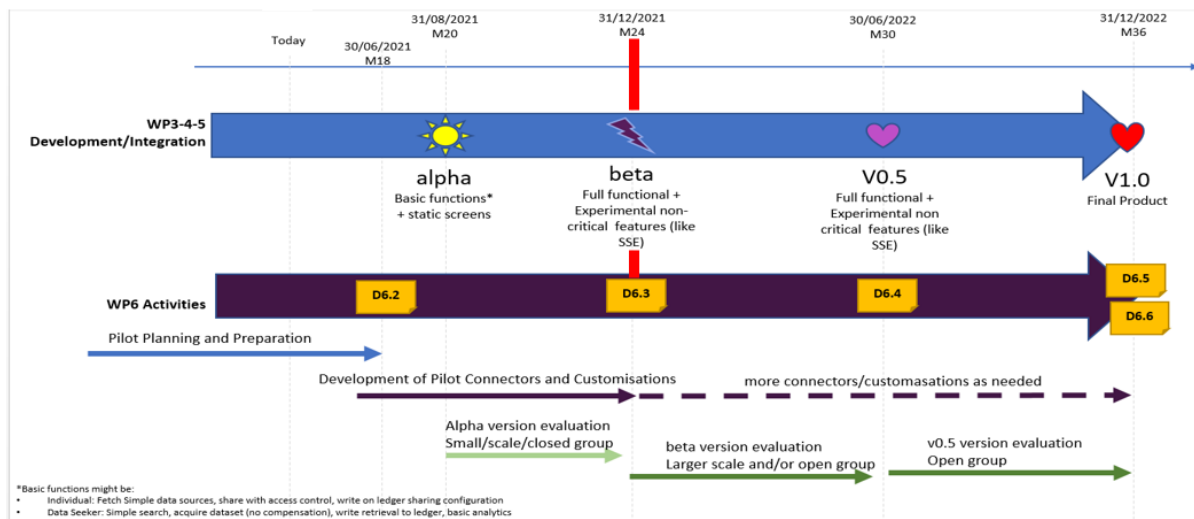 31/08/2021
M20
31/12/2021
M24
30/06/2022
M30
31/12/2022
M36
Today
30/06/2021
M18
WP3-4-5
Development/Integration
alpha
Basic functions*
+ static screens
beta
Full functional +
Experimental non-
critical features (like
SSE)
V0.5
Full functional +
Experimental non
critical features (like
SSE)
V1.0
Final Product
WP6 Activities
D6.2
D6.3
D6.4
D6.5
D6.6
Pilot Planning and Preparation
Development of Pilot Connectors and Customisations
more connectors/customasations as needed
Alpha version evaluation
Small/scale/closed group
beta version evaluation
Larger scale and/or open group
v0.5 version evaluation
Open group
*Basic functions might be:
• Individual: Fetch Simple data sources, share with access control, write on ledger sharing configuration
• Data Seeker: Simple search, acquire dataset (no compensation), write retrieval to ledger, basic analytics